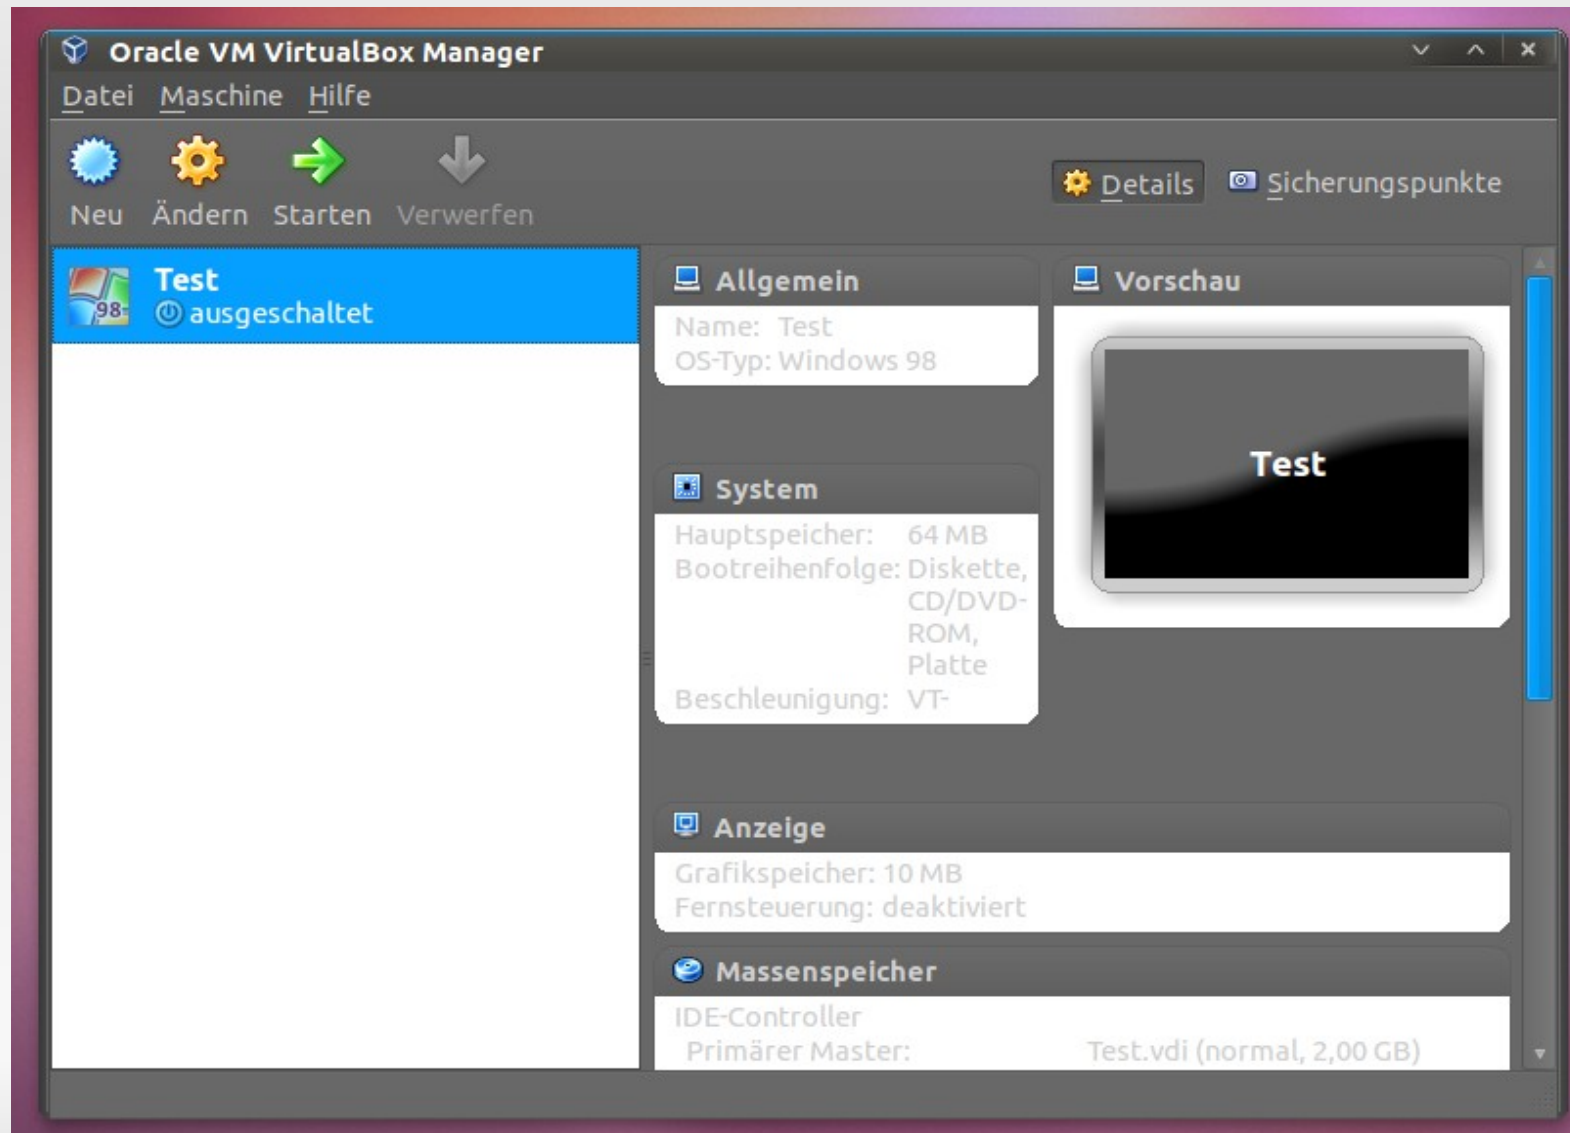 Oracle VM VirtualBox Manager
Datei Maschine Hilfe
Neu Ändern Starten Verwerfen
Details Sicherungspunkte
98
Test
ausgeschaltet
Allgemein
Name: Test
OS-Typ: Windows 98
Vorschau
Test
System
Hauptspeicher: 64 MB
Bootreihenfolge: Diskette,
CD/DVD-
ROM,
Platte
Beschleunigung: VT-
Anzeige
Grafikspeicher: 10 MB
Fernsteuerung: deaktiviert
Massenspeicher
IDE-Controller
Primärer Master: Test.vdi (normal, 2,00 GB)